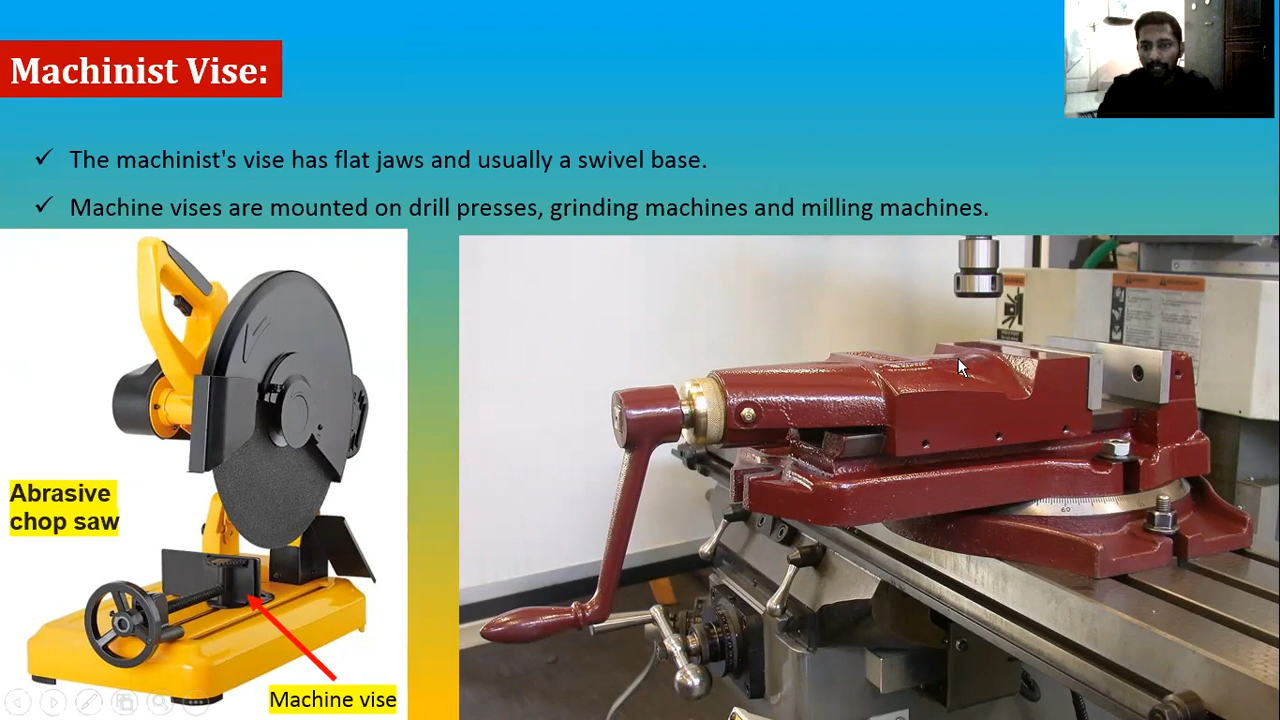 Machinist Vise:
✓ The machinist's vise has flat jaws and usually a swivel base.
✓ Machine vises are mounted on drill presses, grinding machines and milling machines.
Abrasive
chop saw
Machine vise
60